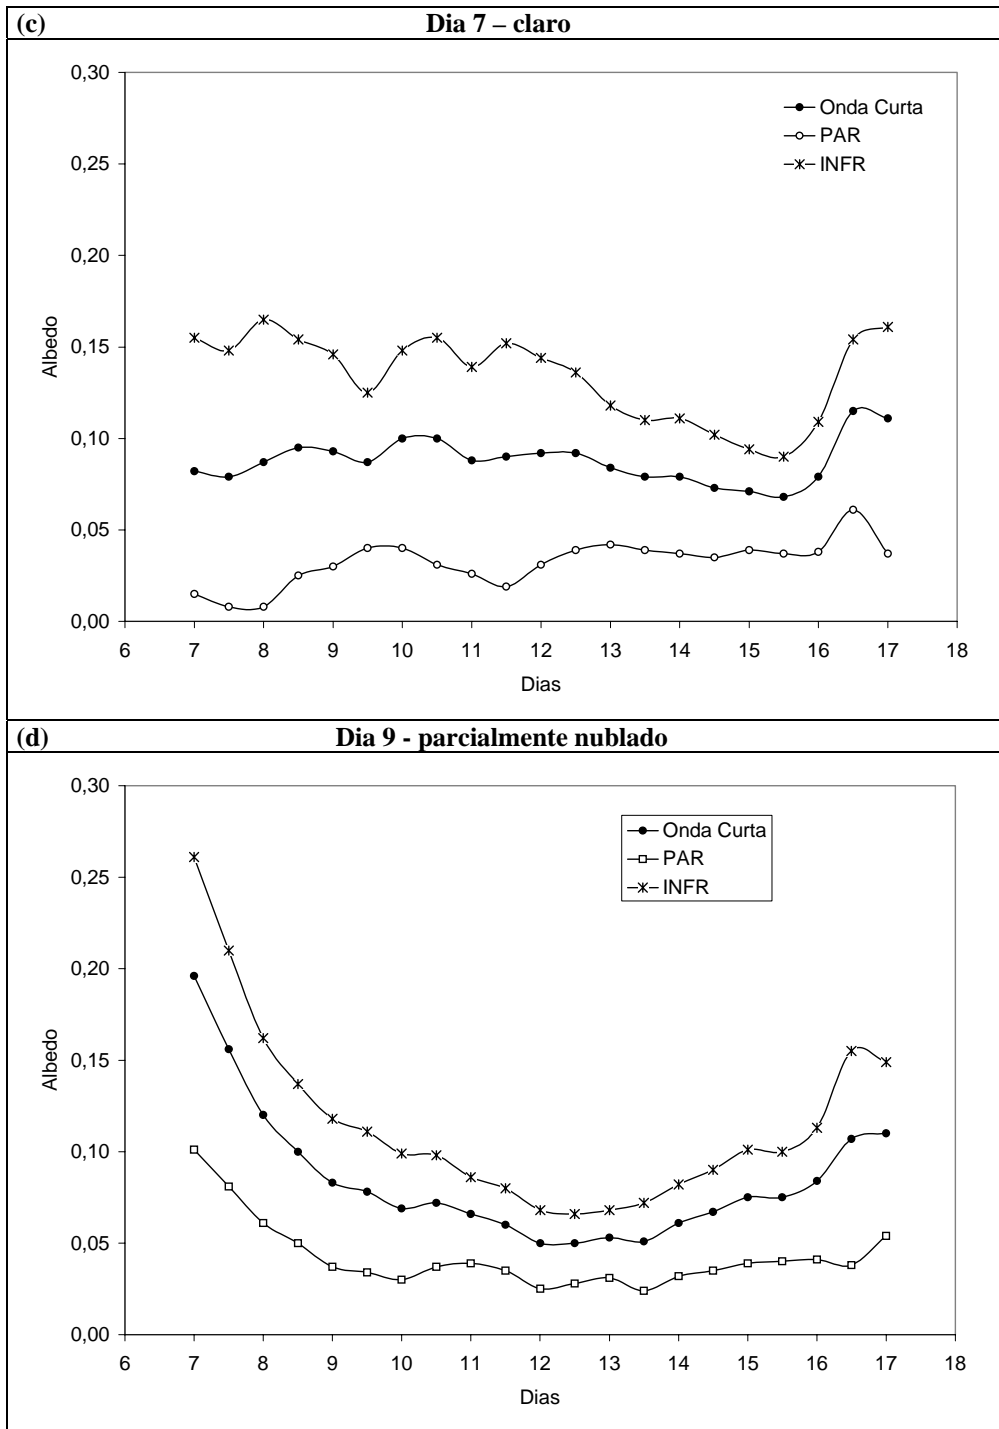 (c) Dia 7 – claro
0,30
Onda Curta
PAR
INFR
0,25
0,20
0,15
0,10
0,05
0,00
Albedo
6 7 8 9 10 11 12 13 14 15 16 17 18
Dias
(d) Dia 9 - parcialmente nublado
0,30
Onda Curta
PAR
INFR
0,25
0,20
0,15
0,10
0,05
0,00
Albedo
6 7 8 9 10 11 12 13 14 15 16 17 18
Dias